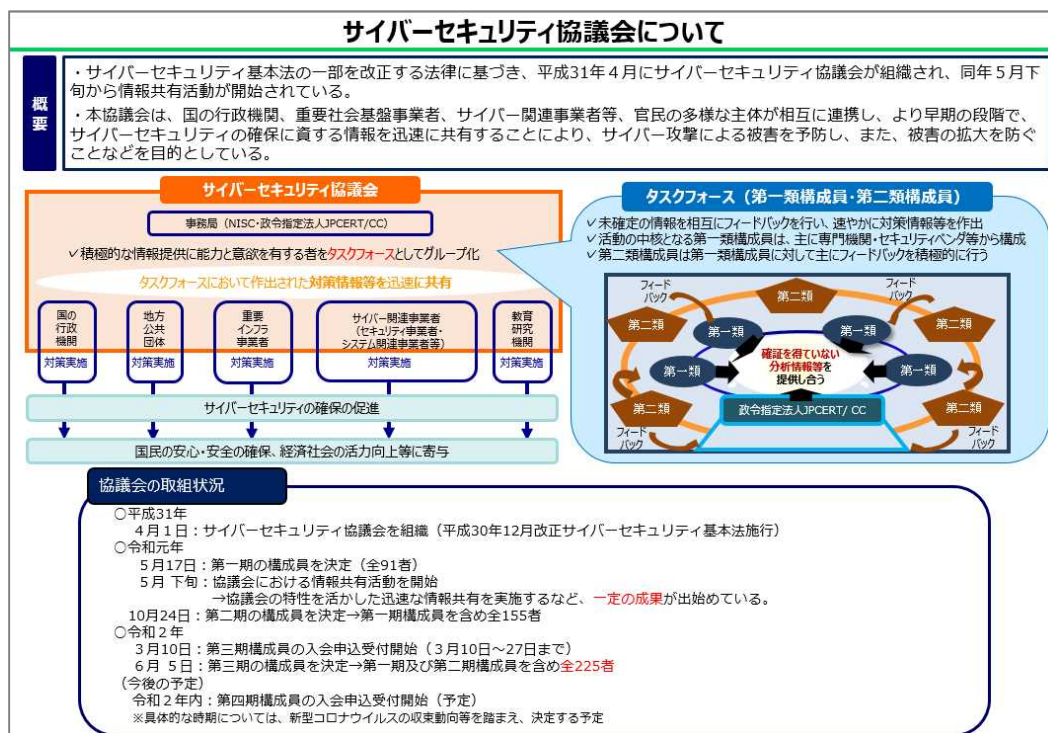 サイバーセキュリティ協議会について
概
要
・サイバーセキュリティ基本法の一部を改正する法律に基づき、平成31年4月にサイバーセキュリティ協議会が組織され、同年5月下
旬から情報共有活動が開始されている。
・本協議会は、国の行政機関、重要社会基盤事業者、サイバー関連事業者等、官民の多様な主体が相互に連携し、より早期の段階で、
サイバーセキュリティの確保に資する情報を迅速に共有することにより、サイバー攻撃による被害を予防し、また、被害の拡大を防ぐ
ことなどを目的としている。
サイバーセキュリティ協議会
事務局（NISC・政令指定法人JPCERT/CC）
✓積極的な情報提供に能力と意欲を有する者をタスクフォースとしてグループ化
タスクフォースにおいて作出された対策情報等を迅速に共有
国の
行政
機関
対策実施
地方
公共
団体
対策実施
重要
インフラ
事業者
対策実施
サイバー関連事業者
（セキュリティ事業者・
システム関連事業者等）
対策実施
教育
研究
機関
対策実施
サイバーセキュリティの確保の促進
国民の安心・安全の確保、経済社会の活力向上等に寄与
タスクフォース（第一類構成員・第二類構成員）
✓未確定の情報を相互にフィードバックを行い、速やかに対策情報等を作出
✓活動の中核となる第一類構成員は、主に専門機関・セキュリティベンダ等から構成
✓第二類構成員は第一類構成員に対して主にフィードバックを積極的に行う
フィード
バック
第二類
フィード
バック
第二類
第一類
第一類
第二類
第一類
確証を得ていない
分析情報等を
提供し合う
第一類
第二類
政令指定法人JPCERT/ CC
第二類
フィード
バック
フィード
バック
協議会の取組状況
○平成31年
4月1日：サイバーセキュリティ協議会を組織（平成30年12月改正サイバーセキュリティ基本法施行）
○令和元年
5月17日：第一期の構成員を決定（全91者）
5月 下旬：協議会における情報共有活動を開始
→協議会の特性を活かした迅速な情報共有を実施するなど、一定の成果が出始めている。
10月24日：第二期の構成員を決定→第一期構成員を含め全155者
○令和２年
3月10日：第三期構成員の入会申込受付開始（3月10日～27日まで）
6月 5日：第三期の構成員を決定→第一期及び第二期構成員を含め全225者
（今後の予定）
令和２年内：第四期構成員の入会申込受付開始（予定）
※具体的な時期については、新型コロナウイルスの収束動向等を踏まえ、決定する予定